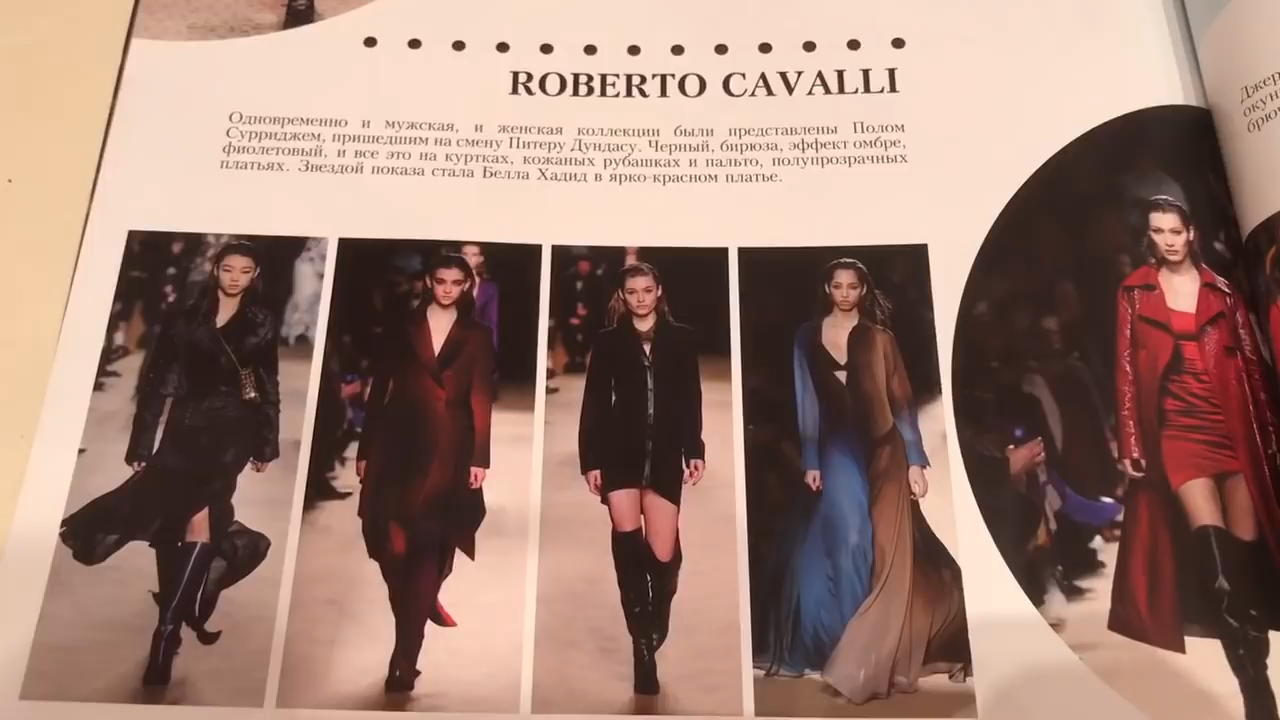 ROBERTO CAVALLI
Одновременно и мужская, и женская коллекции были представлены Полом
Сурриджем, пришедшим на смену Питеру Дундасу. Черный, бирюза, эффект омбре,
фиолетовый, и все это на куртках, кожаных рубашках и пальто, полупрозрачных
платьях. Звездой показа стала Белла Хадид в ярко-красном платье.